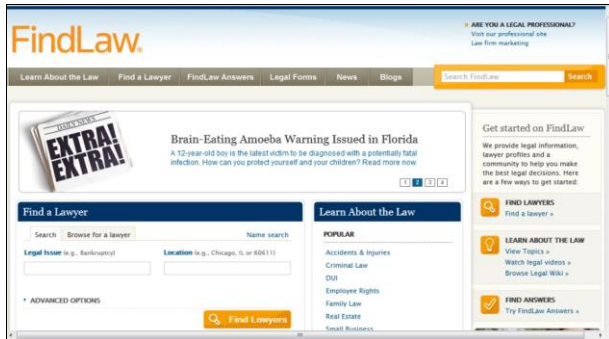 ARE YOU A LEGAL PROFESSIONAL?
Visit our professional site
Law firm marketing
FindLaw.
Learn About the Law Find a Lawyer FindLaw Answers Legal Forms News Blogs
Search FindLaw Search
DAILY NEWS
EXTRA!
EXTRA!
Brain-Eating Amoeba Warning Issued in Florida
A 12-year-old boy is the latest victim to be diagnosed with a potentially fatal
infection. How can you protect yourself and your children? Read more now.
1 2 3 4
Get started on FindLaw
We provide legal information,
lawyer profiles and a
community to help you make
the best legal decisions. Here
are a few ways to get started:
FIND LAWYERS
Find a lawyer »
LEARN ABOUT THE LAW
View Topics »
Watch legal videos »
Browse Legal Wiki »
FIND ANSWERS
Try FindLaw Answers »
Find a Lawyer
Search Browse for a lawyer Name search
Legal Issue (e.g., Bankruptcy) Location (e.g., Chicago, IL or 60611)
ADVANCED OPTIONS
Find Lawyers
Learn About the Law
POPULAR
Accidents & Injuries
Criminal Law
DUI
Employee Rights
Family Law
Real Estate
Small Business